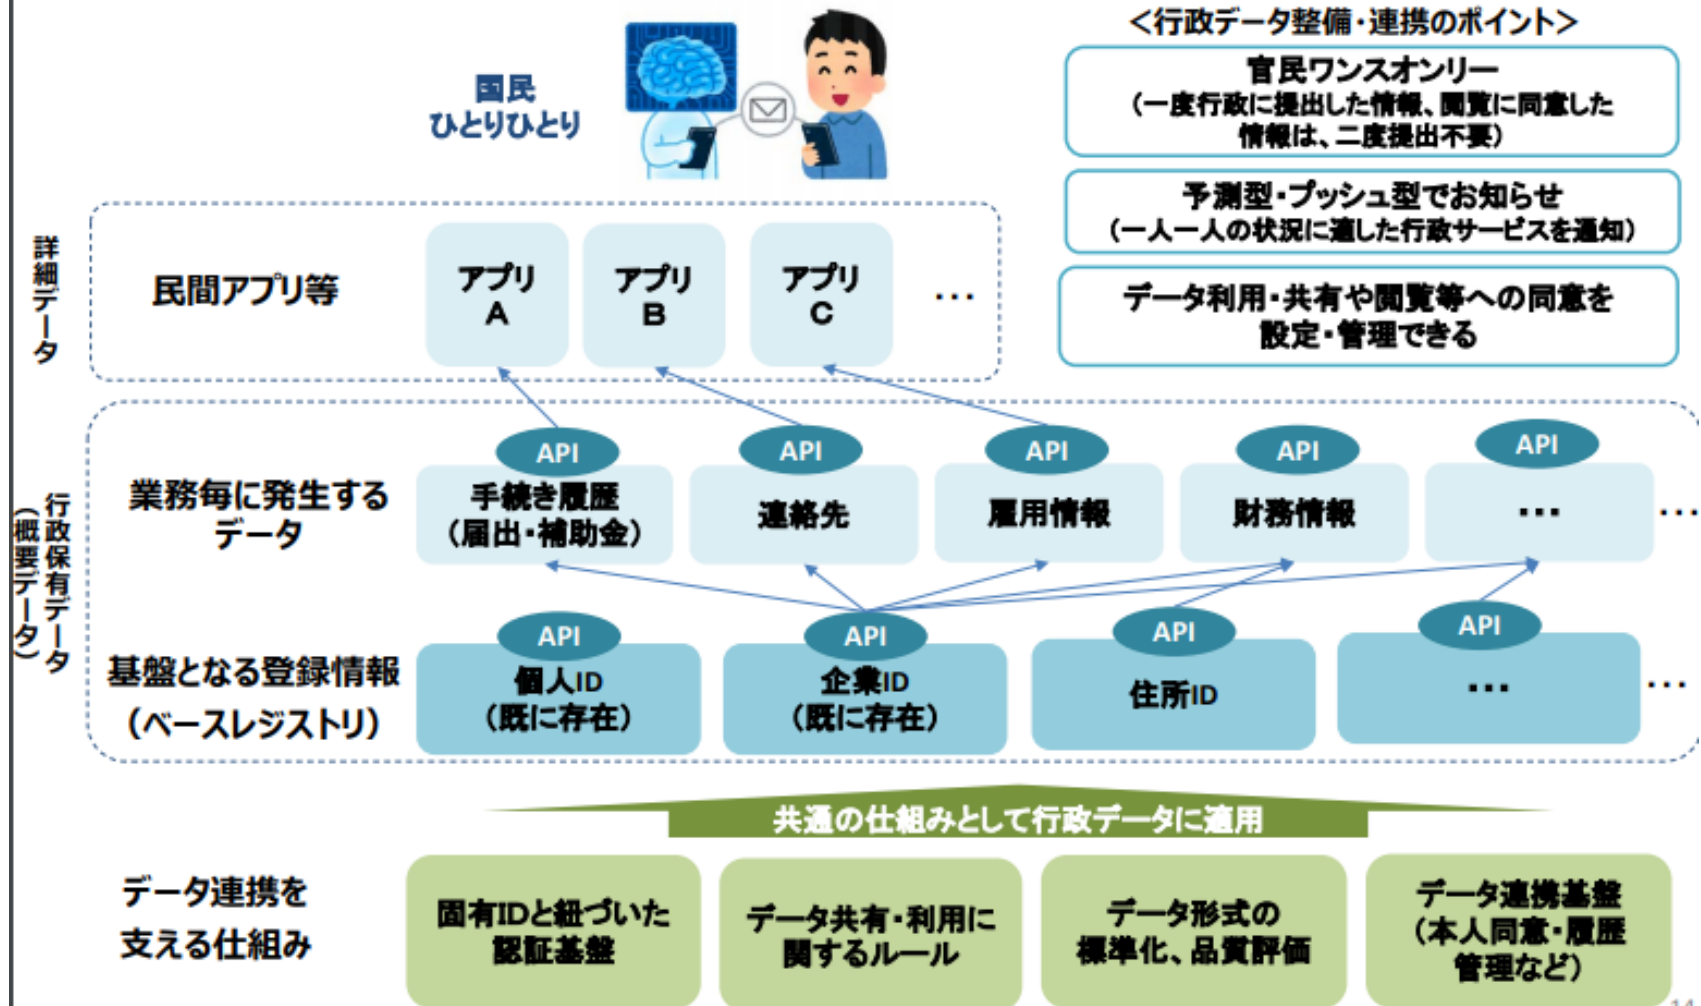 <行政データ整備・連携のポイント>
官民ワンスオンリー
(一度行政に提出した情報、閲覧に同意した
情報は、二度提出不要)
予測型・プッシュ型でお知らせ
(一人一人の状況に適した行政サービスを通知)
データ利用・共有や閲覧等への同意を
設定・管理できる
国民
ひとりひとり
詳細データ
民間アプリ等
アプリ
A
アプリ
B
アプリ
C
...
行政保有データ
(概要データ)
業務毎に発生する
データ
API
手続き履歴
(届出・補助金)
API
連絡先
API
雇用情報
API
財務情報
API
...
...
基盤となる登録情報
(ベースレジストリ)
API
個人ID
(既に存在)
API
企業ID
(既に存在)
API
住所ID
API
...
...
共通の仕組みとして行政データに適用
データ連携を
支える仕組み
固有IDと紐づいた
認証基盤
データ共有・利用に
関するルール
データ形式の
標準化、品質評価
データ連携基盤
(本人同意・履歴
管理など)